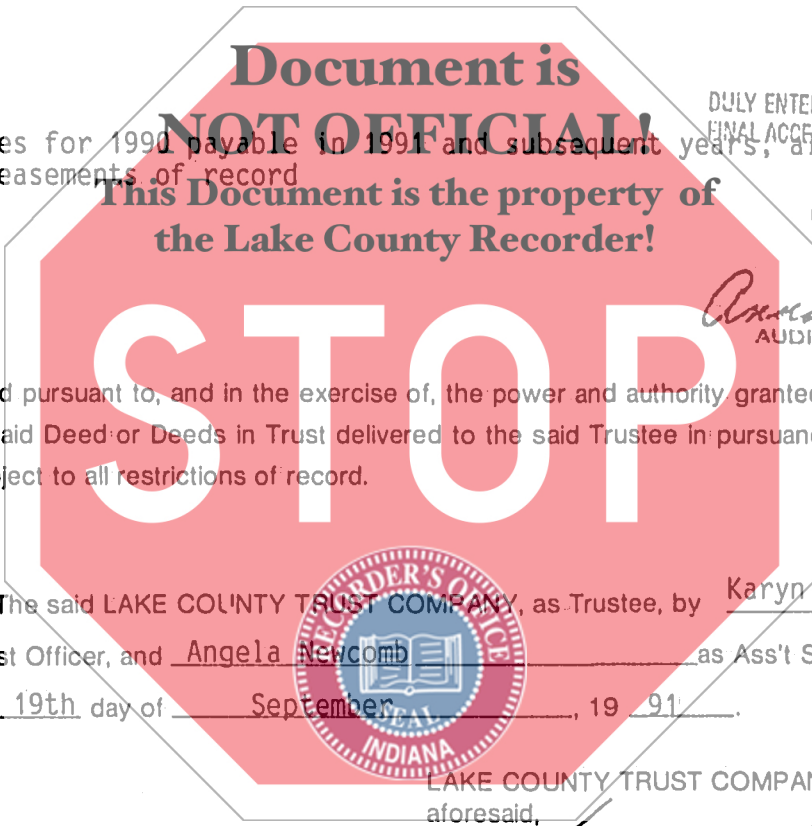 Document is
NOT OFFICIAL!
This Document is the property of
the Lake County Recorder!
DULY ENTE
FINAL ACCE
es for 1990 payable in 1991 and subsequent years, a
easements of record
AUDI
STOP
d pursuant to, and in the exercise of, the power and authority grante
aid Deed or Deeds in Trust delivered to the said Trustee in pursuan
ject to all restrictions of record.
RECORDER'S OFFICE
SEAL
INDIANA
The said LAKE COUNTY TRUST COMPANY, as Trustee, by Karyn
st Officer, and Angela Newcomb as Ass't S
19th day of September, 19 91.
LAKE COUNTY TRUST COMPAN
aforesaid,